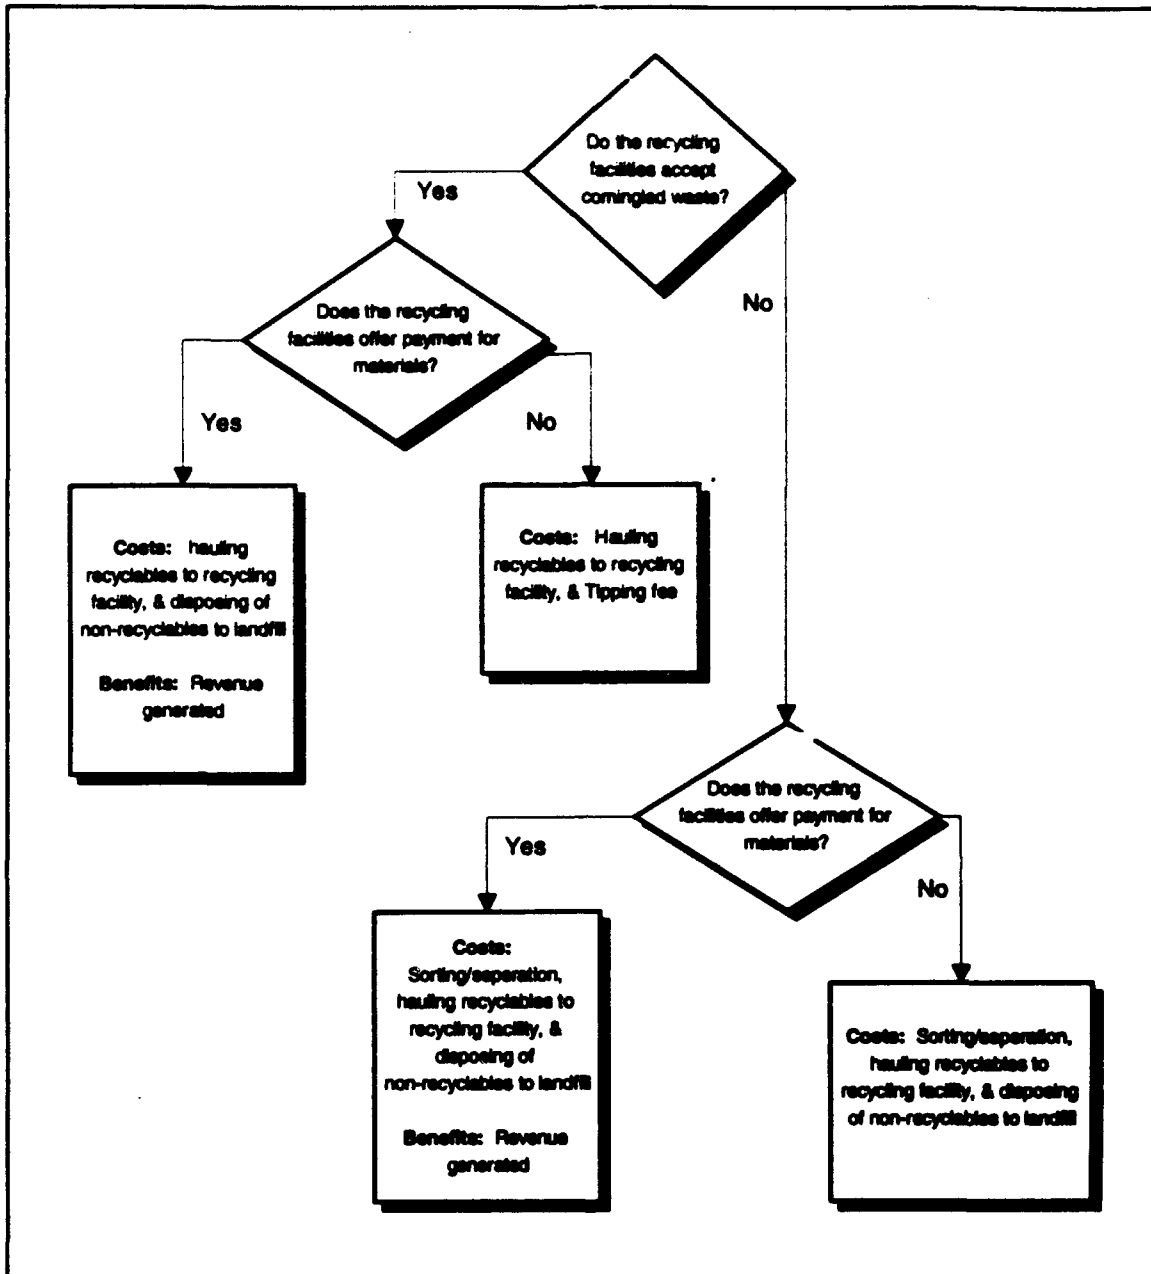 Do the recycling
facilities accept
comingled waste?
Yes
No
Does the recycling
facilities offer payment for
materials?
Yes
No
Costs: hauling
recyclables to recycling
facility, & disposing of
non-recyclables to landfill
Benefits: Revenue
generated
Costs: Hauling
recyclables to recycling
facility, & Tipping fee
Does the recycling
facilities offer payment for
materials?
Yes
No
Costs:
Sorting/seperation,
hauling recyclables to
recycling facility, &
disposing of
non-recyclables to landfill
Benefits: Revenue
generated
Costs: Sorting/seperation,
hauling recyclables to
recycling facility, & disposing
of non-recyclables to landfill